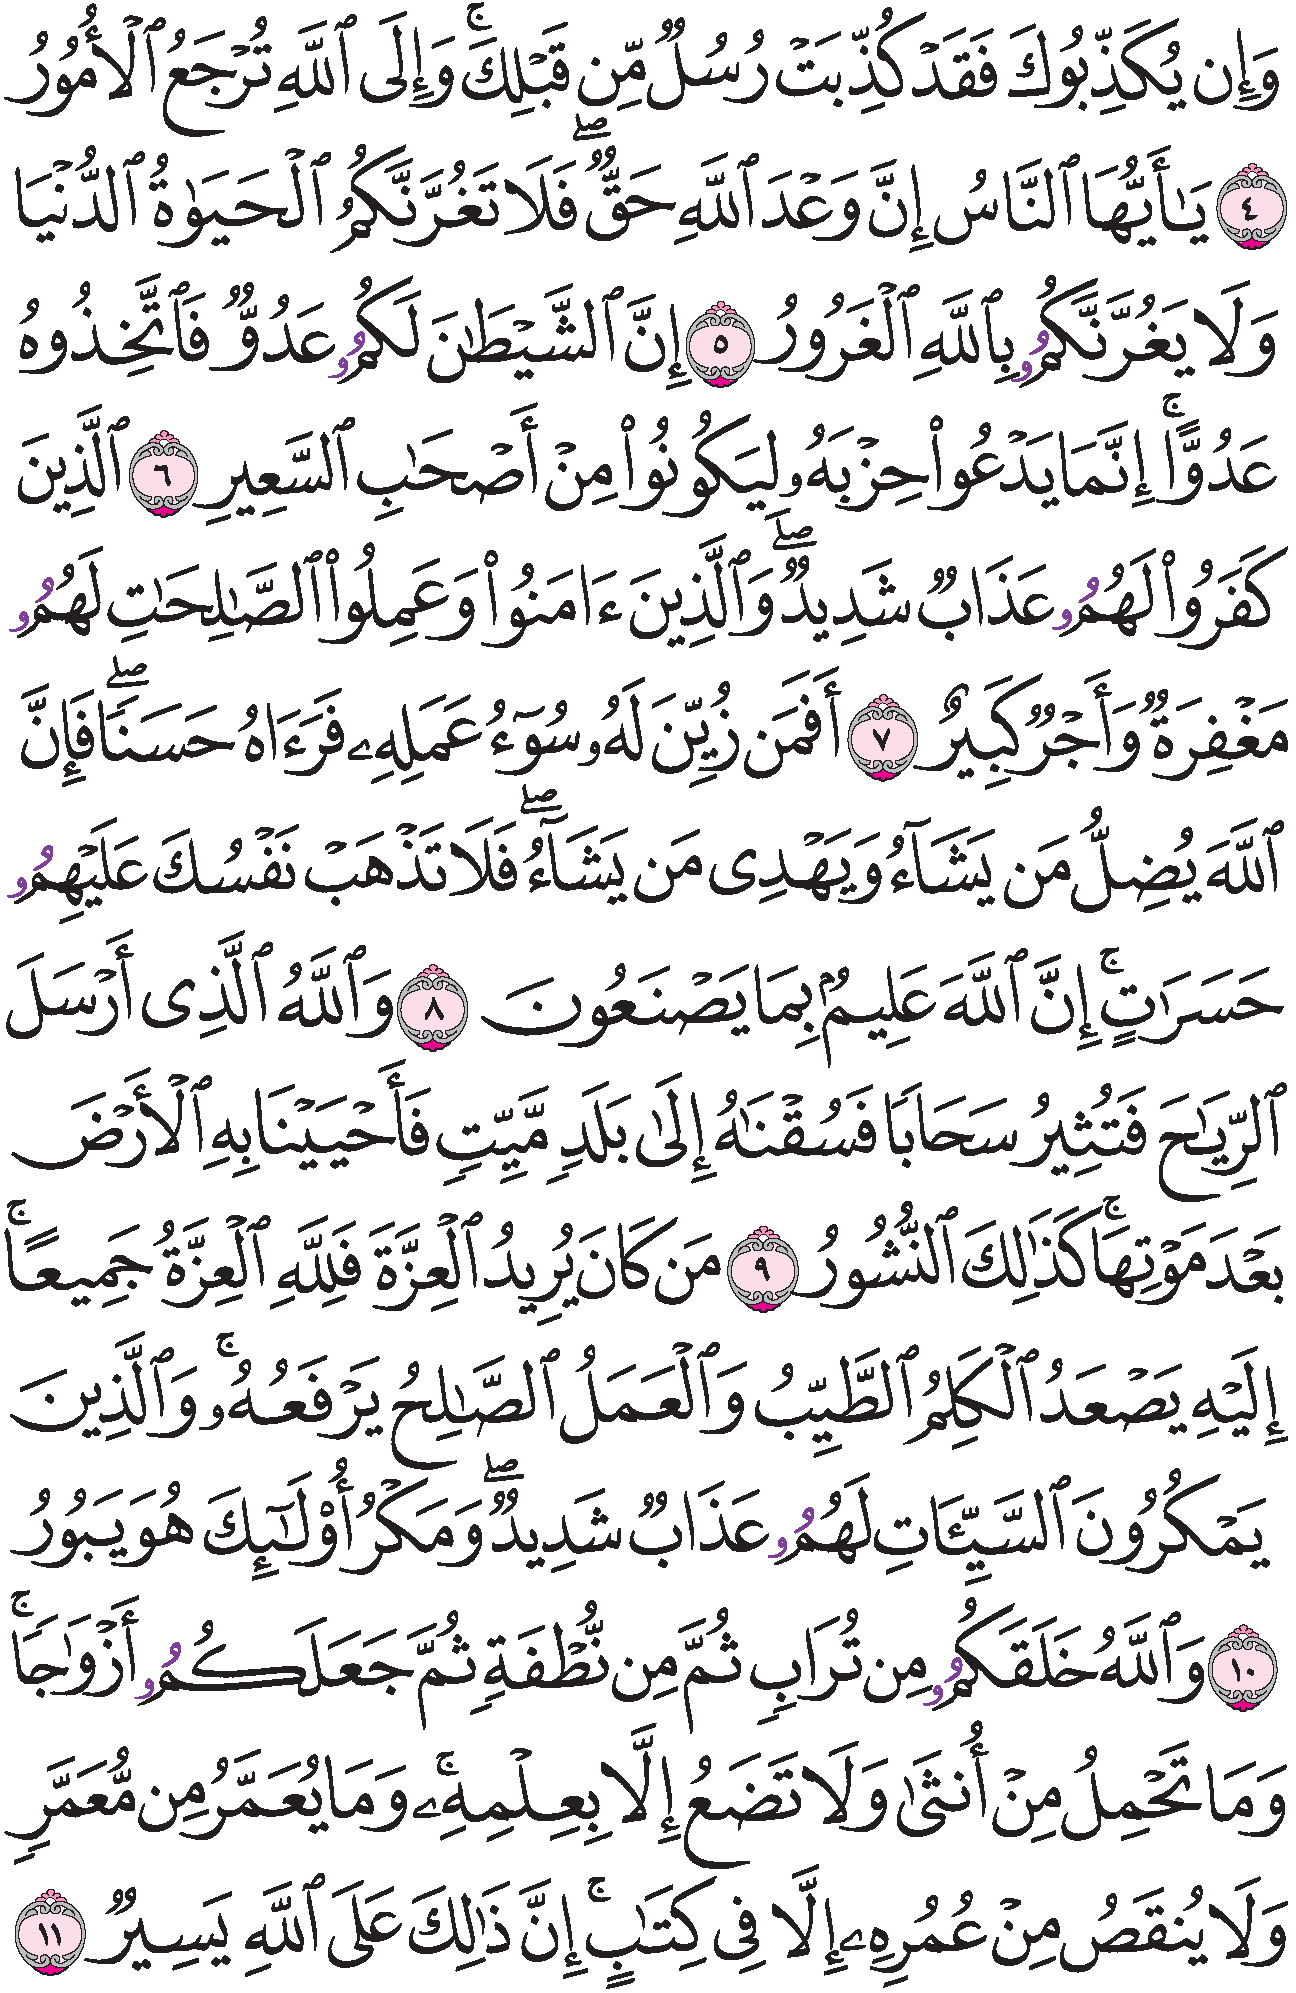 وَإِن يُكَذِّبُوكَ فَقَدۡ كُذِّبَتۡ رُسُلٞ مِّن قَبۡلِكَۚ وَإِلَى ٱللَّهِ تُرۡجَعُ ٱلۡأُمُورُ
٤ يَٰٓأَيُّهَا ٱلنَّاسُ إِنَّ وَعۡدَ ٱللَّهِ حَقّٞۖ فَلَا تَغُرَّنَّكُمُ ٱلۡحَيَوٰةُ ٱلدُّنۡيَا
وَلَا يَغُرَّنَّكُمُۥ بِٱللَّهِ ٱلۡغَرُورُ ٥ إِنَّ ٱلشَّيۡطَٰنَ لَكُمُۥ عَدُوّٞ فَٱتَّخِذُوهُ
عَدُوًّاۚ إِنَّمَا يَدۡعُواْ حِزۡبَهُۥ لِيَكُونُواْ مِنۡ أَصۡحَٰبِ ٱلسَّعِيرِ ٦ ٱلَّذِينَ
كَفَرُواْ لَهُمُۥ عَذَابٞ شَدِيدٞۖ وَٱلَّذِينَ ءَامَنُواْ وَعَمِلُواْ ٱلصَّٰلِحَٰتِ لَهُمُۥ
مَغۡفِرَةٞ وَأَجۡرٞ كَبِيرٌ ٧ أَفَمَن زُيِّنَ لَهُۥ سُوٓءُ عَمَلِهِۦ فَرَءَاهُ حَسَنٗاۖ فَإِنَّ
ٱللَّهَ يُضِلُّ مَن يَشَآءُ وَيَهۡدِي مَن يَشَآءُۖ فَلَا تَذۡهَبۡ نَفۡسُكَ عَلَيۡهِمُۥ
حَسَرَٰتٍۚ إِنَّ ٱللَّهَ عَلِيمُۢ بِمَا يَصۡنَعُونَ ٨ وَٱللَّهُ ٱلَّذِيٓ أَرۡسَلَ
ٱلرِّيَٰحَ فَتُثِيرُ سَحَابٗا فَسُقۡنَٰهُ إِلَىٰ بَلَدٖ مَّيِّتٖ فَأَحۡيَيۡنَا بِهِ ٱلۡأَرۡضَ
بَعۡدَ مَوۡتِهَاۚ كَذَٰلِكَ ٱلنُّشُورُ ٩ مَن كَانَ يُرِيدُ ٱلۡعِزَّةَ فَلِلَّهِ ٱلۡعِزَّةُ جَمِيعًاۚ
إِلَيۡهِ يَصۡعَدُ ٱلۡكَلِمُ ٱلطَّيِّبُ وَٱلۡعَمَلُ ٱلصَّٰلِحُ يَرۡفَعُهُۥۚ وَٱلَّذِينَ
يَمۡكُرُونَ ٱلسَّيِّـَٔاتِ لَهُمُۥ عَذَابٞ شَدِيدٞۖ وَمَكۡرُ أُوْلَٰٓئِكَ هُوَ يَبُورُ
١٠ وَٱللَّهُ خَلَقَكُمُۥ مِن تُرَابٖ ثُمَّ مِن نُّطۡفَةٖ ثُمَّ جَعَلَكُمُۥ أَزۡوَٰجٗاۚ
وَمَا تَحۡمِلُ مِنۡ أُنثَىٰ وَلَا تَضَعُ إِلَّا بِعِلۡمِهِۦۚ وَمَا يُعَمَّرُ مِن مُّعَمَّرٖ
وَلَا يُنقَصُ مِنۡ عُمُرِهِۦ إِلَّا فِي كِتَٰبٍۚ إِنَّ ذَٰلِكَ عَلَى ٱللَّهِ يَسِيرٞ ١١